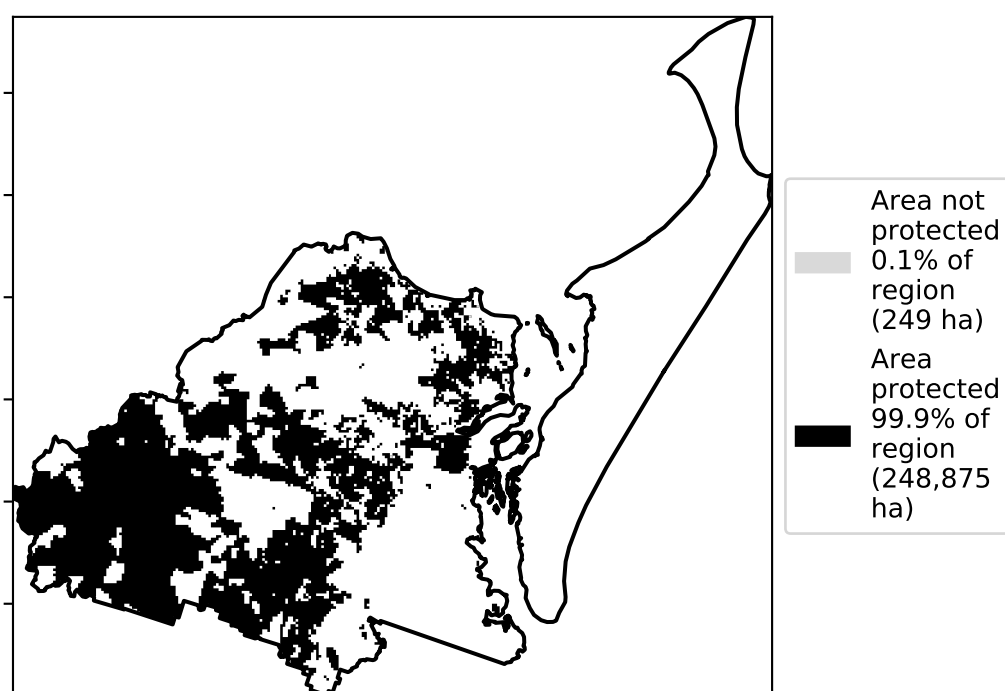 Area not
protected
0.1% of
region
(249 ha)
Area
protected
99.9% of
region
(248,875
ha)